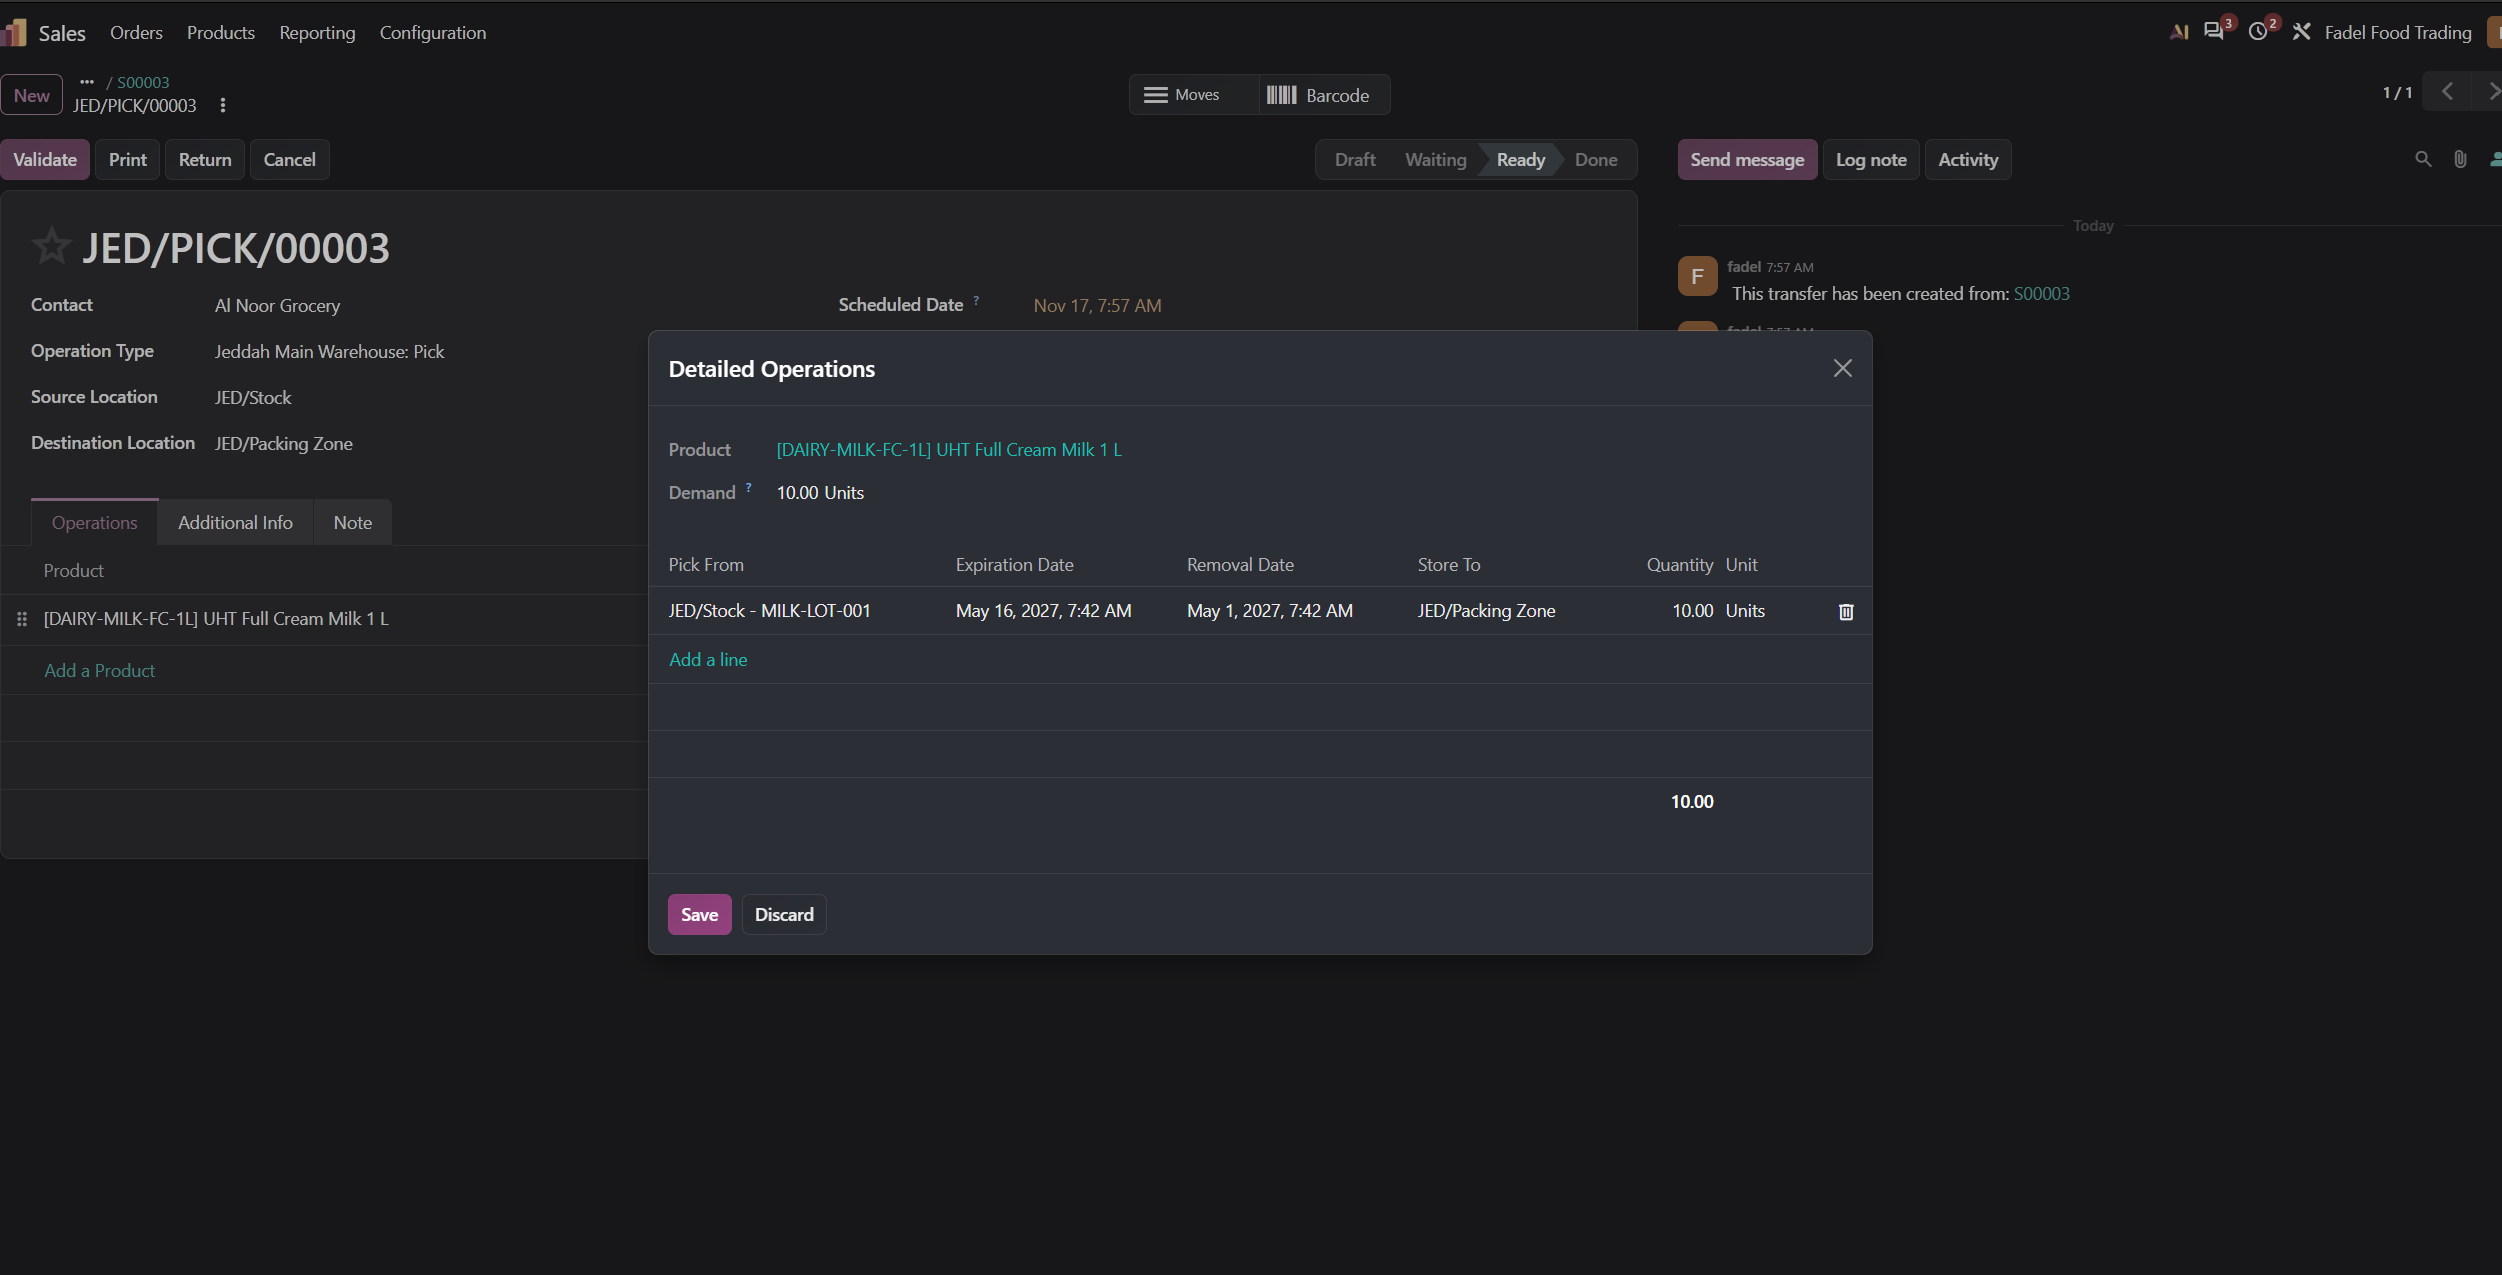 Sales Orders Products Reporting Configuration
AI 3 2 Fadel Food Trading
New
... / S00003
JED/PICK/00003
Moves Barcode
1 / 1
Validate Print Return Cancel
Draft Waiting Ready Done
Send message Log note Activity
JED/PICK/00003
Contact Al Noor Grocery
Scheduled Date ? Nov 17, 7:57 AM
Operation Type Jeddah Main Warehouse: Pick
Source Location JED/Stock
Destination Location JED/Packing Zone
Operations Additional Info Note
Product
[DAIRY-MILK-FC-1L] UHT Full Cream Milk 1 L
Add a Product
Today
F
fadel 7:57 AM
This transfer has been created from: S00003
fadel 7:57 AM
Detailed Operations
Product [DAIRY-MILK-FC-1L] UHT Full Cream Milk 1 L
Demand ? 10.00 Units
Pick From Expiration Date Removal Date Store To Quantity Unit
JED/Stock - MILK-LOT-001 May 16, 2027, 7:42 AM May 1, 2027, 7:42 AM JED/Packing Zone 10.00 Units
Add a line
10.00
Save Discard